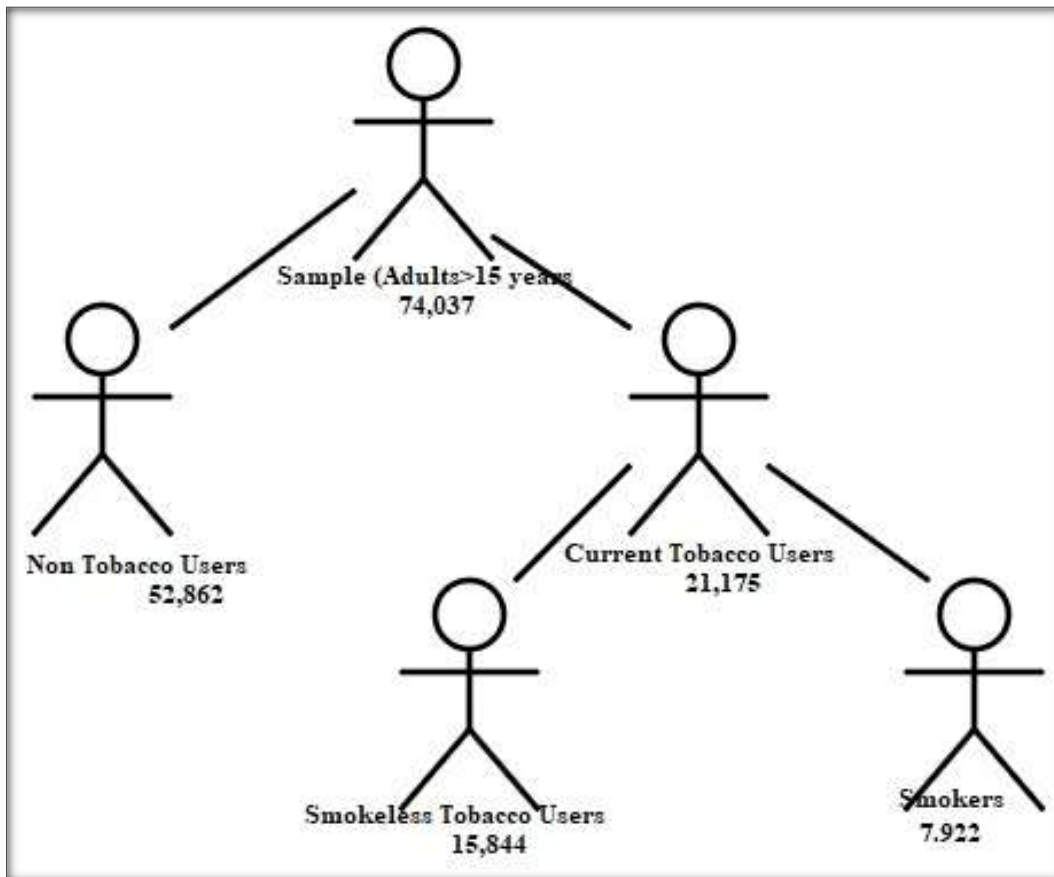 Sample (Adults>15 years
74,037
Non Tobacco Users
52,862
Current Tobacco Users
21,175
Smokeless Tobacco Users
15,844
Smokers
7.922